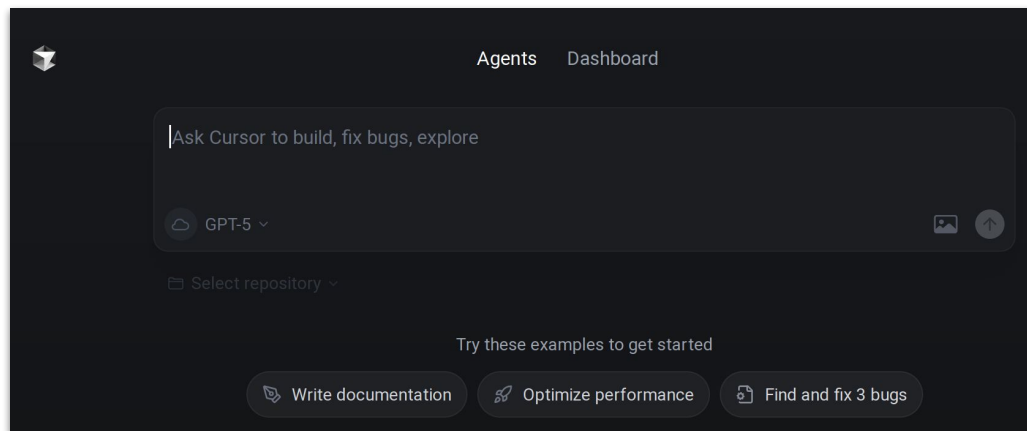 Agents Dashboard
Ask Cursor to build, fix bugs, explore
GPT-5
Select repository
Try these examples to get started
Write documentation Optimize performance Find and fix 3 bugs